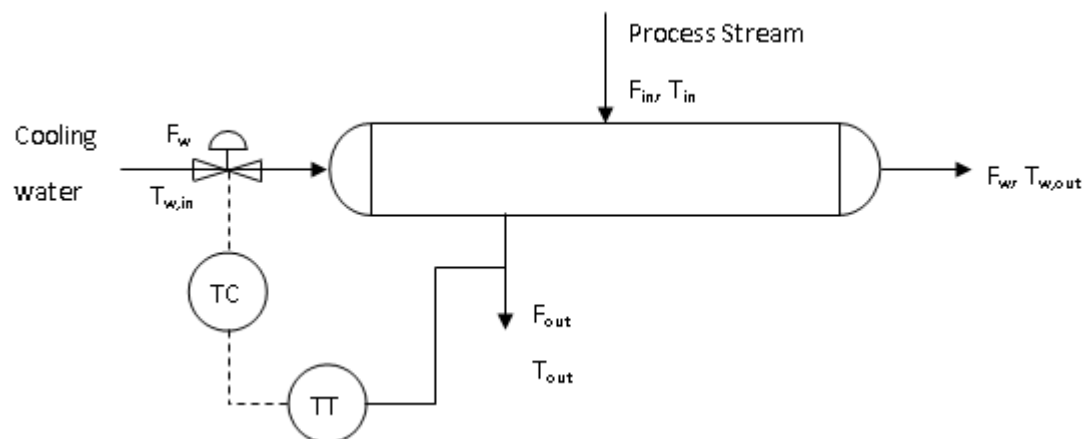 Process Stream
Fin, Tin
Cooling
water
Fw
Tw,in
Fw, Tw,out
TC
Fout
Tout
TT